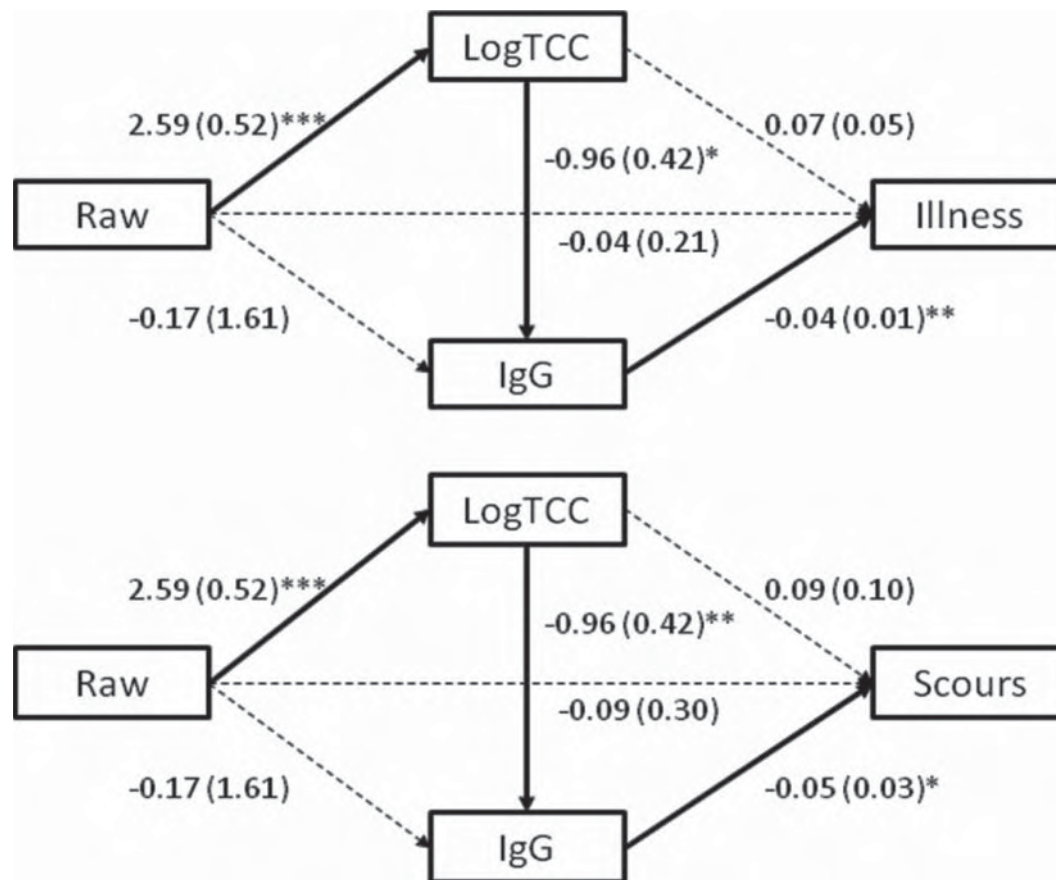 LogTCC
2.59 (0.52)***
0.07 (0.05)
-0.96 (0.42)*
Raw
Illness
-0.04 (0.21)
-0.17 (1.61)
-0.04 (0.01)**
IgG
LogTCC
2.59 (0.52)***
0.09 (0.10)
-0.96 (0.42)**
Raw
Scours
-0.09 (0.30)
-0.17 (1.61)
-0.05 (0.03)*
IgG